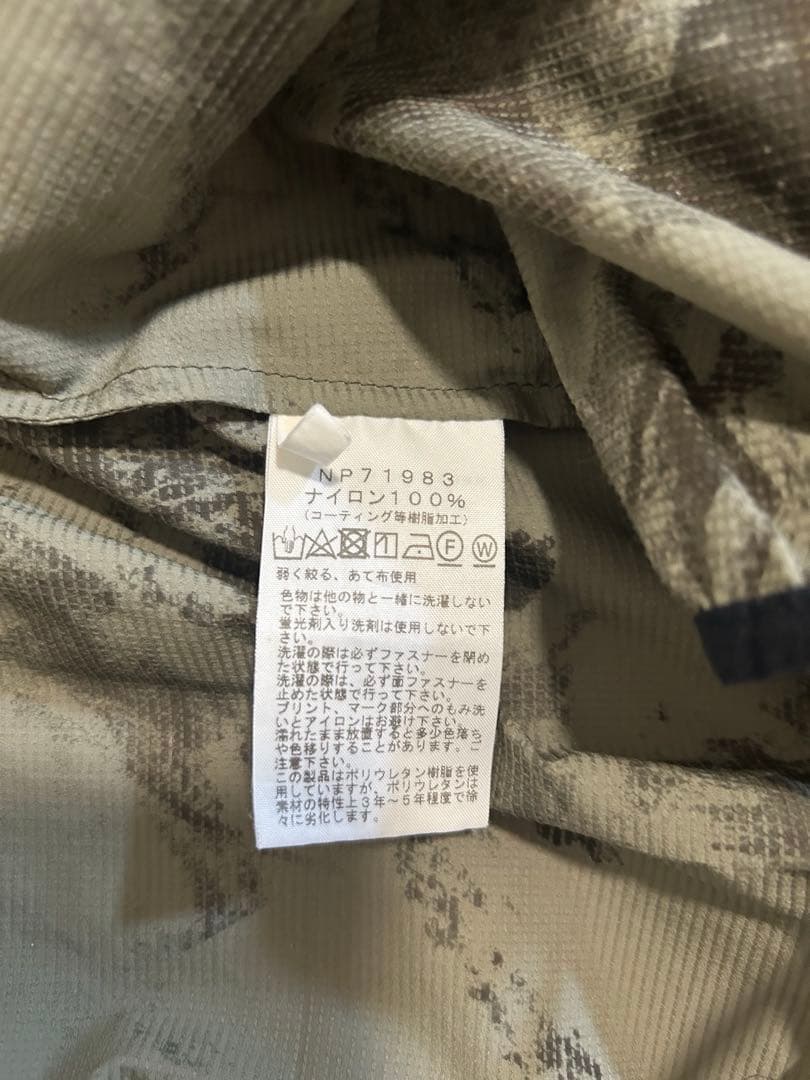 NP71983
ナイロン100%
(コーティング等樹脂加工)
F W
弱く絞る、あて布使用
色物は他の物と一緒に洗濯しない
で下さい。
蛍光剤入り洗剤は使用しないで下
さい。
洗濯の際は必ずファスナーを閉め
た状態で行って下さい。
洗濯の際は、必ず面ファスナーを
止めた状態で行って下さい。
プリント、マーク部分へのもみ洗
いとアイロンはお避け下さい。
濡れたまま放置すると多少色落ち
や色移りすることがあります。ご
注意下さい。
この製品はポリウレタン樹脂を使
用していますが、ポリウレタンは
素材の特性上3年~5年程度で徐
々に劣化します。